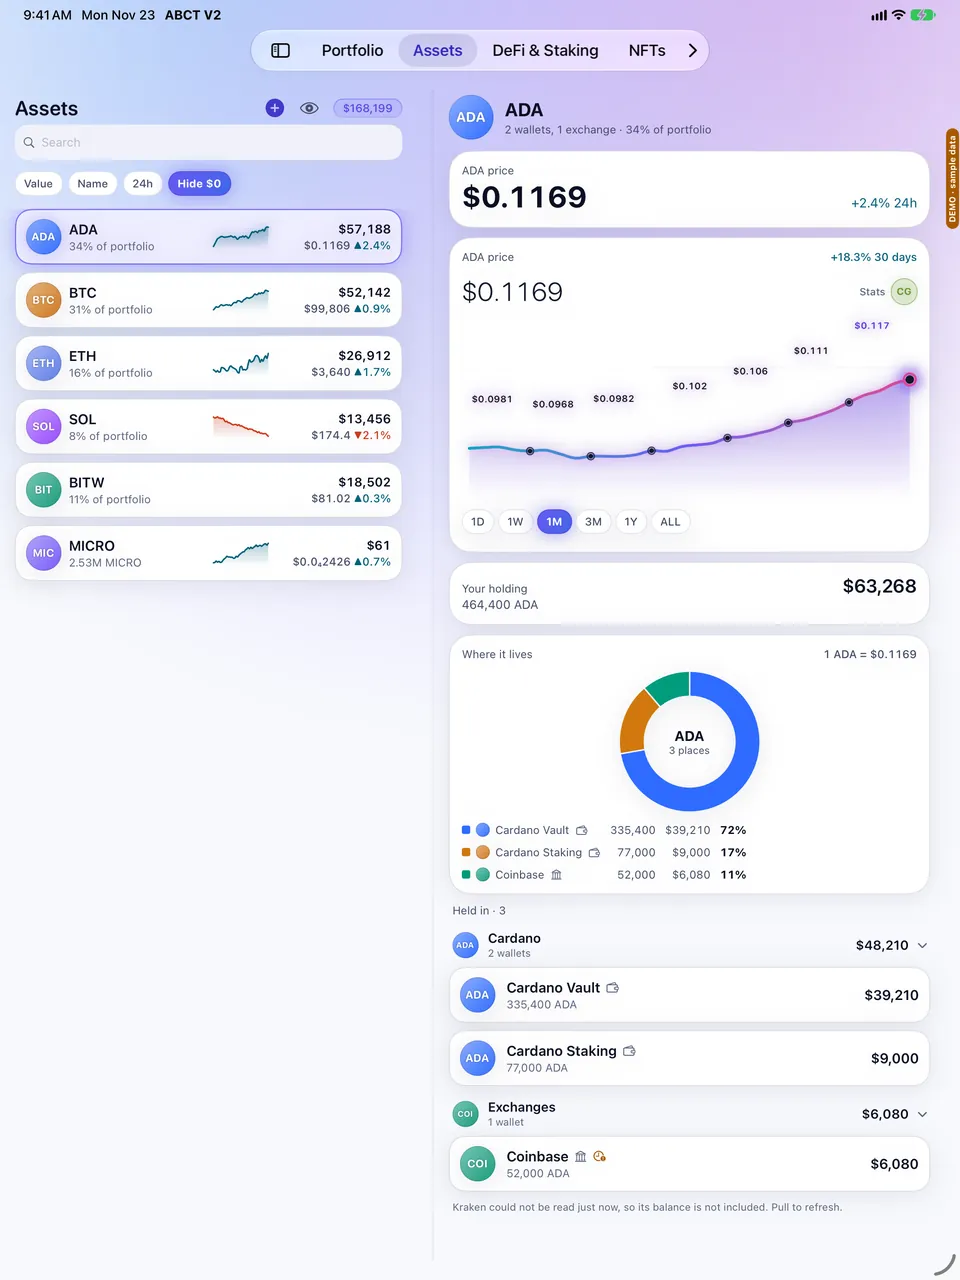 9:41 AM Mon Nov 23 ABCT V2
Portfolio
Assets
DeFi & Staking
NFTs
Assets
$168,199
Search
Value
Name
24h
Hide $0
ADA
ADA
34% of portfolio
$57,188
$0.1169 ▲2.4%
BTC
BTC
31% of portfolio
$52,142
$99,806 ▲0.9%
ETH
ETH
16% of portfolio
$26,912
$3,640 ▲1.7%
SOL
SOL
8% of portfolio
$13,456
$174.4 ▼2.1%
BIT
BITW
11% of portfolio
$18,502
$81.02 ▲0.3%
MIC
MICRO
2.53M MICRO
$61
$0.0₄2426 ▲0.7%
ADA
ADA
2 wallets, 1 exchange · 34% of portfolio
DEMO · sample data
ADA price
$0.1169
+2.4% 24h
ADA price
+18.3% 30 days
$0.1169
Stats
CG
$0.0981
$0.0968
$0.0982
$0.102
$0.106
$0.111
$0.117
1D
1W
1M
3M
1Y
ALL
Your holding
464,400 ADA
$63,268
Where it lives
1 ADA = $0.1169
ADA
3 places
Cardano Vault 335,400 $39,210 72%
Cardano Staking 77,000 $9,000 17%
Coinbase 52,000 $6,080 11%
Held in · 3
ADA
Cardano
2 wallets
$48,210
ADA
Cardano Vault
335,400 ADA
$39,210
ADA
Cardano Staking
77,000 ADA
$9,000
COI
Exchanges
1 wallet
$6,080
COI
Coinbase
52,000 ADA
$6,080
Kraken could not be read just now, so its balance is not included. Pull to refresh.